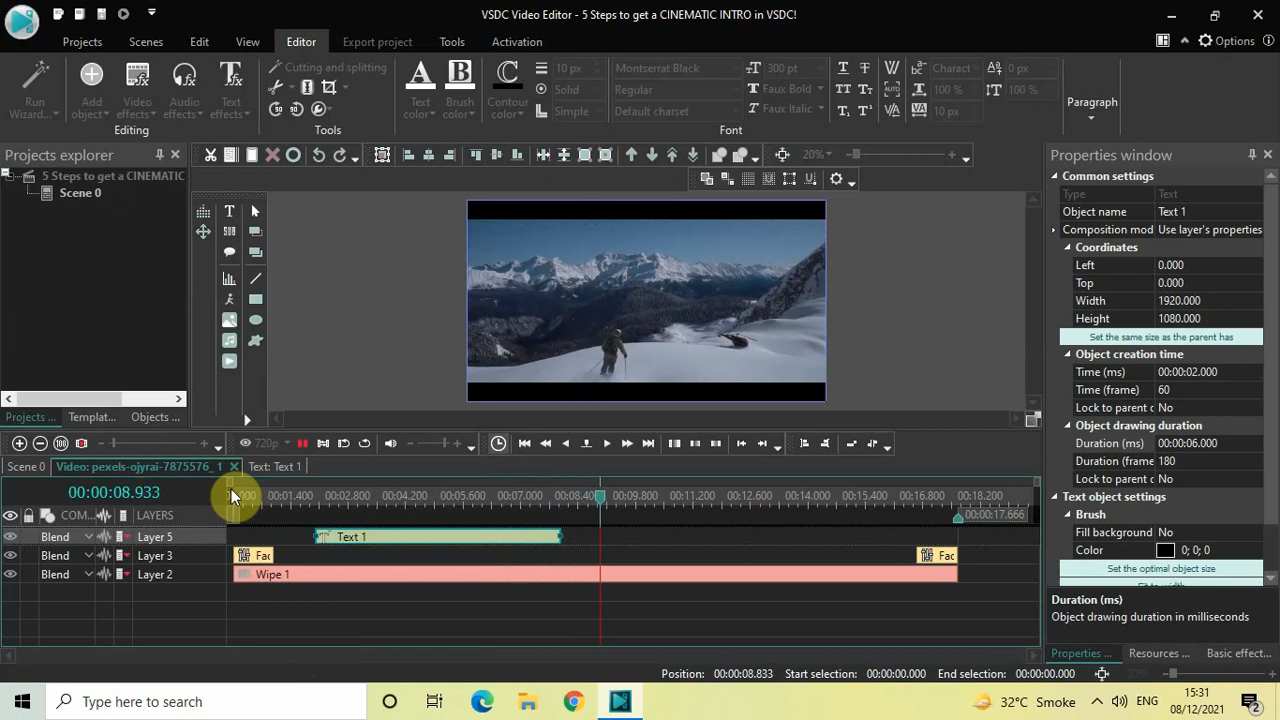 VSDC Video Editor - 5 Steps to get a CINEMATIC INTRO in VSDC!
Projects Scenes Edit View Editor Export project Tools Activation Options
Run Wizard... Add object Video effects Audio effects Text effects
Editing
Cutting and splitting
Tools
Text color Brush color Contour color
10 px
Solid
Simple
Montserrat Black
Regular
Default charset
300 pt
Faux Bold
Faux Italic
Font
Charact
100 %
10 px
0 px
100 %
Paragraph
20%
Projects explorer
5 Steps to get a CINEMATIC
Scene 0
Projects ... Templat... Objects ...
T
SUB
720p
Scene 0 Video: pexels-ojyrai-7875576_ 1 Text: Text 1
00:00:08.933
000 00:01.400 00:02.800 00:04.200 00:05.600 00:07.000 00:08.40 00:09.800 00:11.200 00:12.600 00:14.000 00:15.400 00:16.800 00:18.200
COM... LAYERS
00:00:17.666
Blend Layer 5 Text 1
Blend Layer 3 Fac Fac
Blend Layer 2 Wipe 1
Properties window
Common settings
Type Text
Object name Text 1
Composition mod Use layer's properties
Coordinates
Left 0.000
Top 0.000
Width 1920.000
Height 1080.000
Set the same size as the parent has
Object creation time
Time (ms) 00:00:02.000
Time (frame) 60
Lock to parent c No
Object drawing duration
Duration (ms) 00:00:06.000
Duration (frame 180
Lock to parent c No
Text object settings
Brush
Fill background No
Color 0; 0; 0
Set the optimal object size
Duration (ms)
Object drawing duration in milliseconds
Properties ... Resources ... Basic effect...
Position: 00:00:08.833 Start selection: 00:00:00.000 End selection: 00:00:00.000
Type here to search
32°C Smoke ENG
15:31
08/12/2021
2